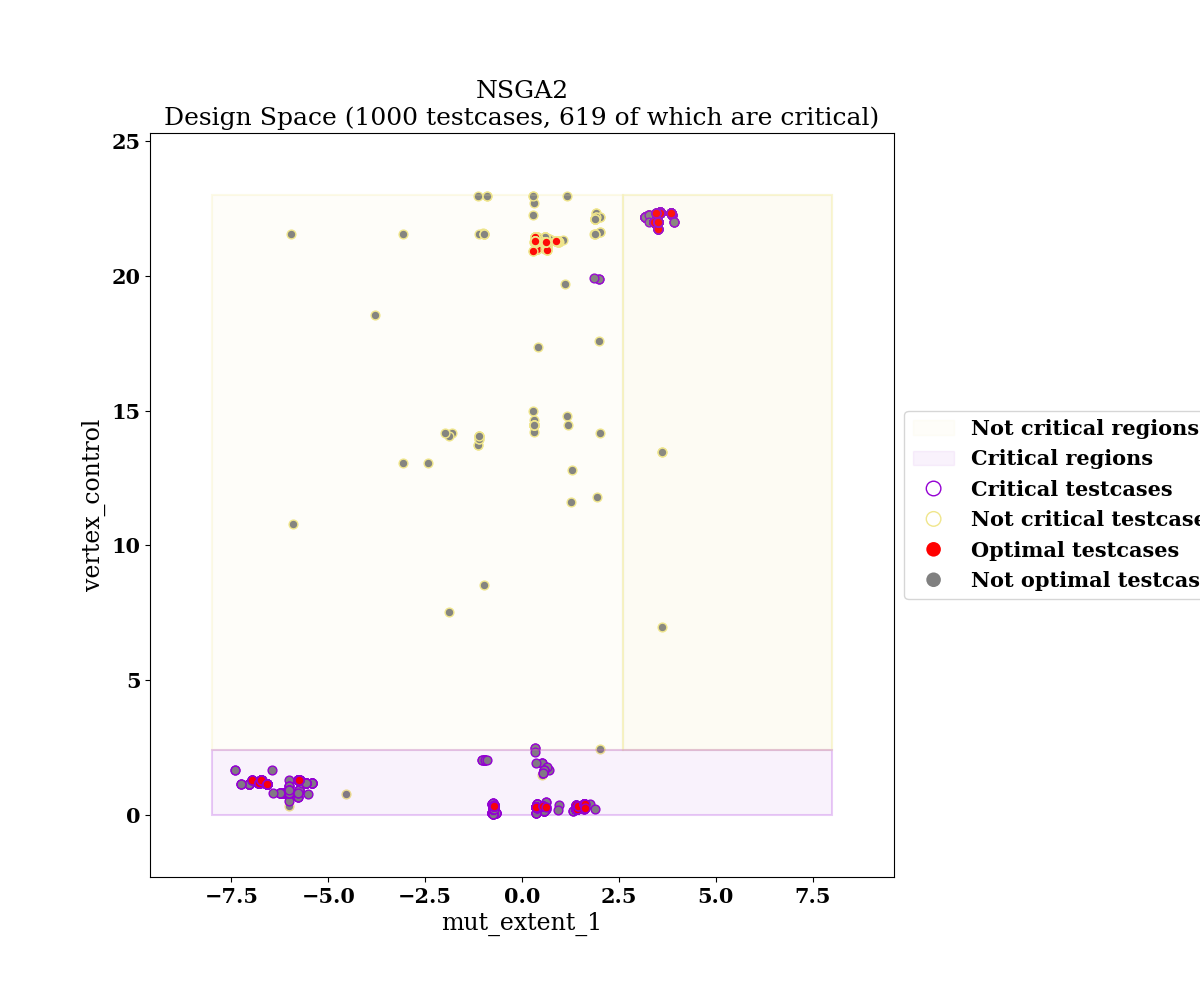 NSGA2
Design Space (1000 testcases, 619 of which are critical)
25
20
15
10
5
0
vertex_control
−7.5 −5.0 −2.5 0.0 2.5 5.0 7.5
mut_extent_1
Not critical regions
Critical regions
Critical testcases
Not critical testcase
Optimal testcases
Not optimal testcas